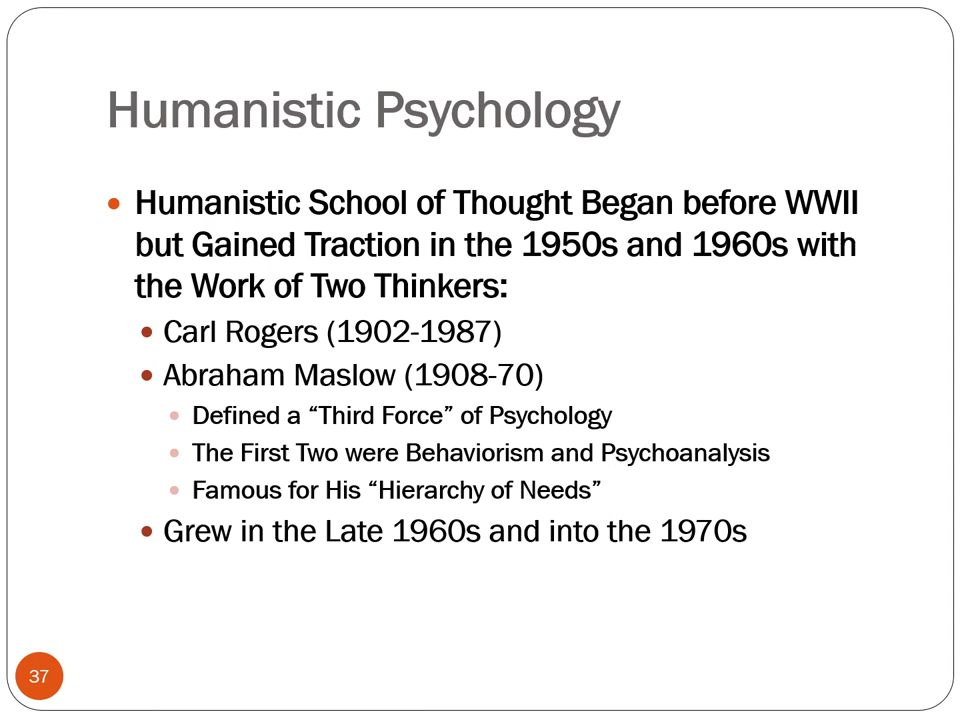 Humanistic Psychology
Humanistic School of Thought Began before WWII
but Gained Traction in the 1950s and 1960s with
the Work of Two Thinkers:
Carl Rogers (1902-1987)
Abraham Maslow (1908-70)
Defined a “Third Force” of Psychology
The First Two were Behaviorism and Psychoanalysis
Famous for His “Hierarchy of Needs”
Grew in the Late 1960s and into the 1970s
37